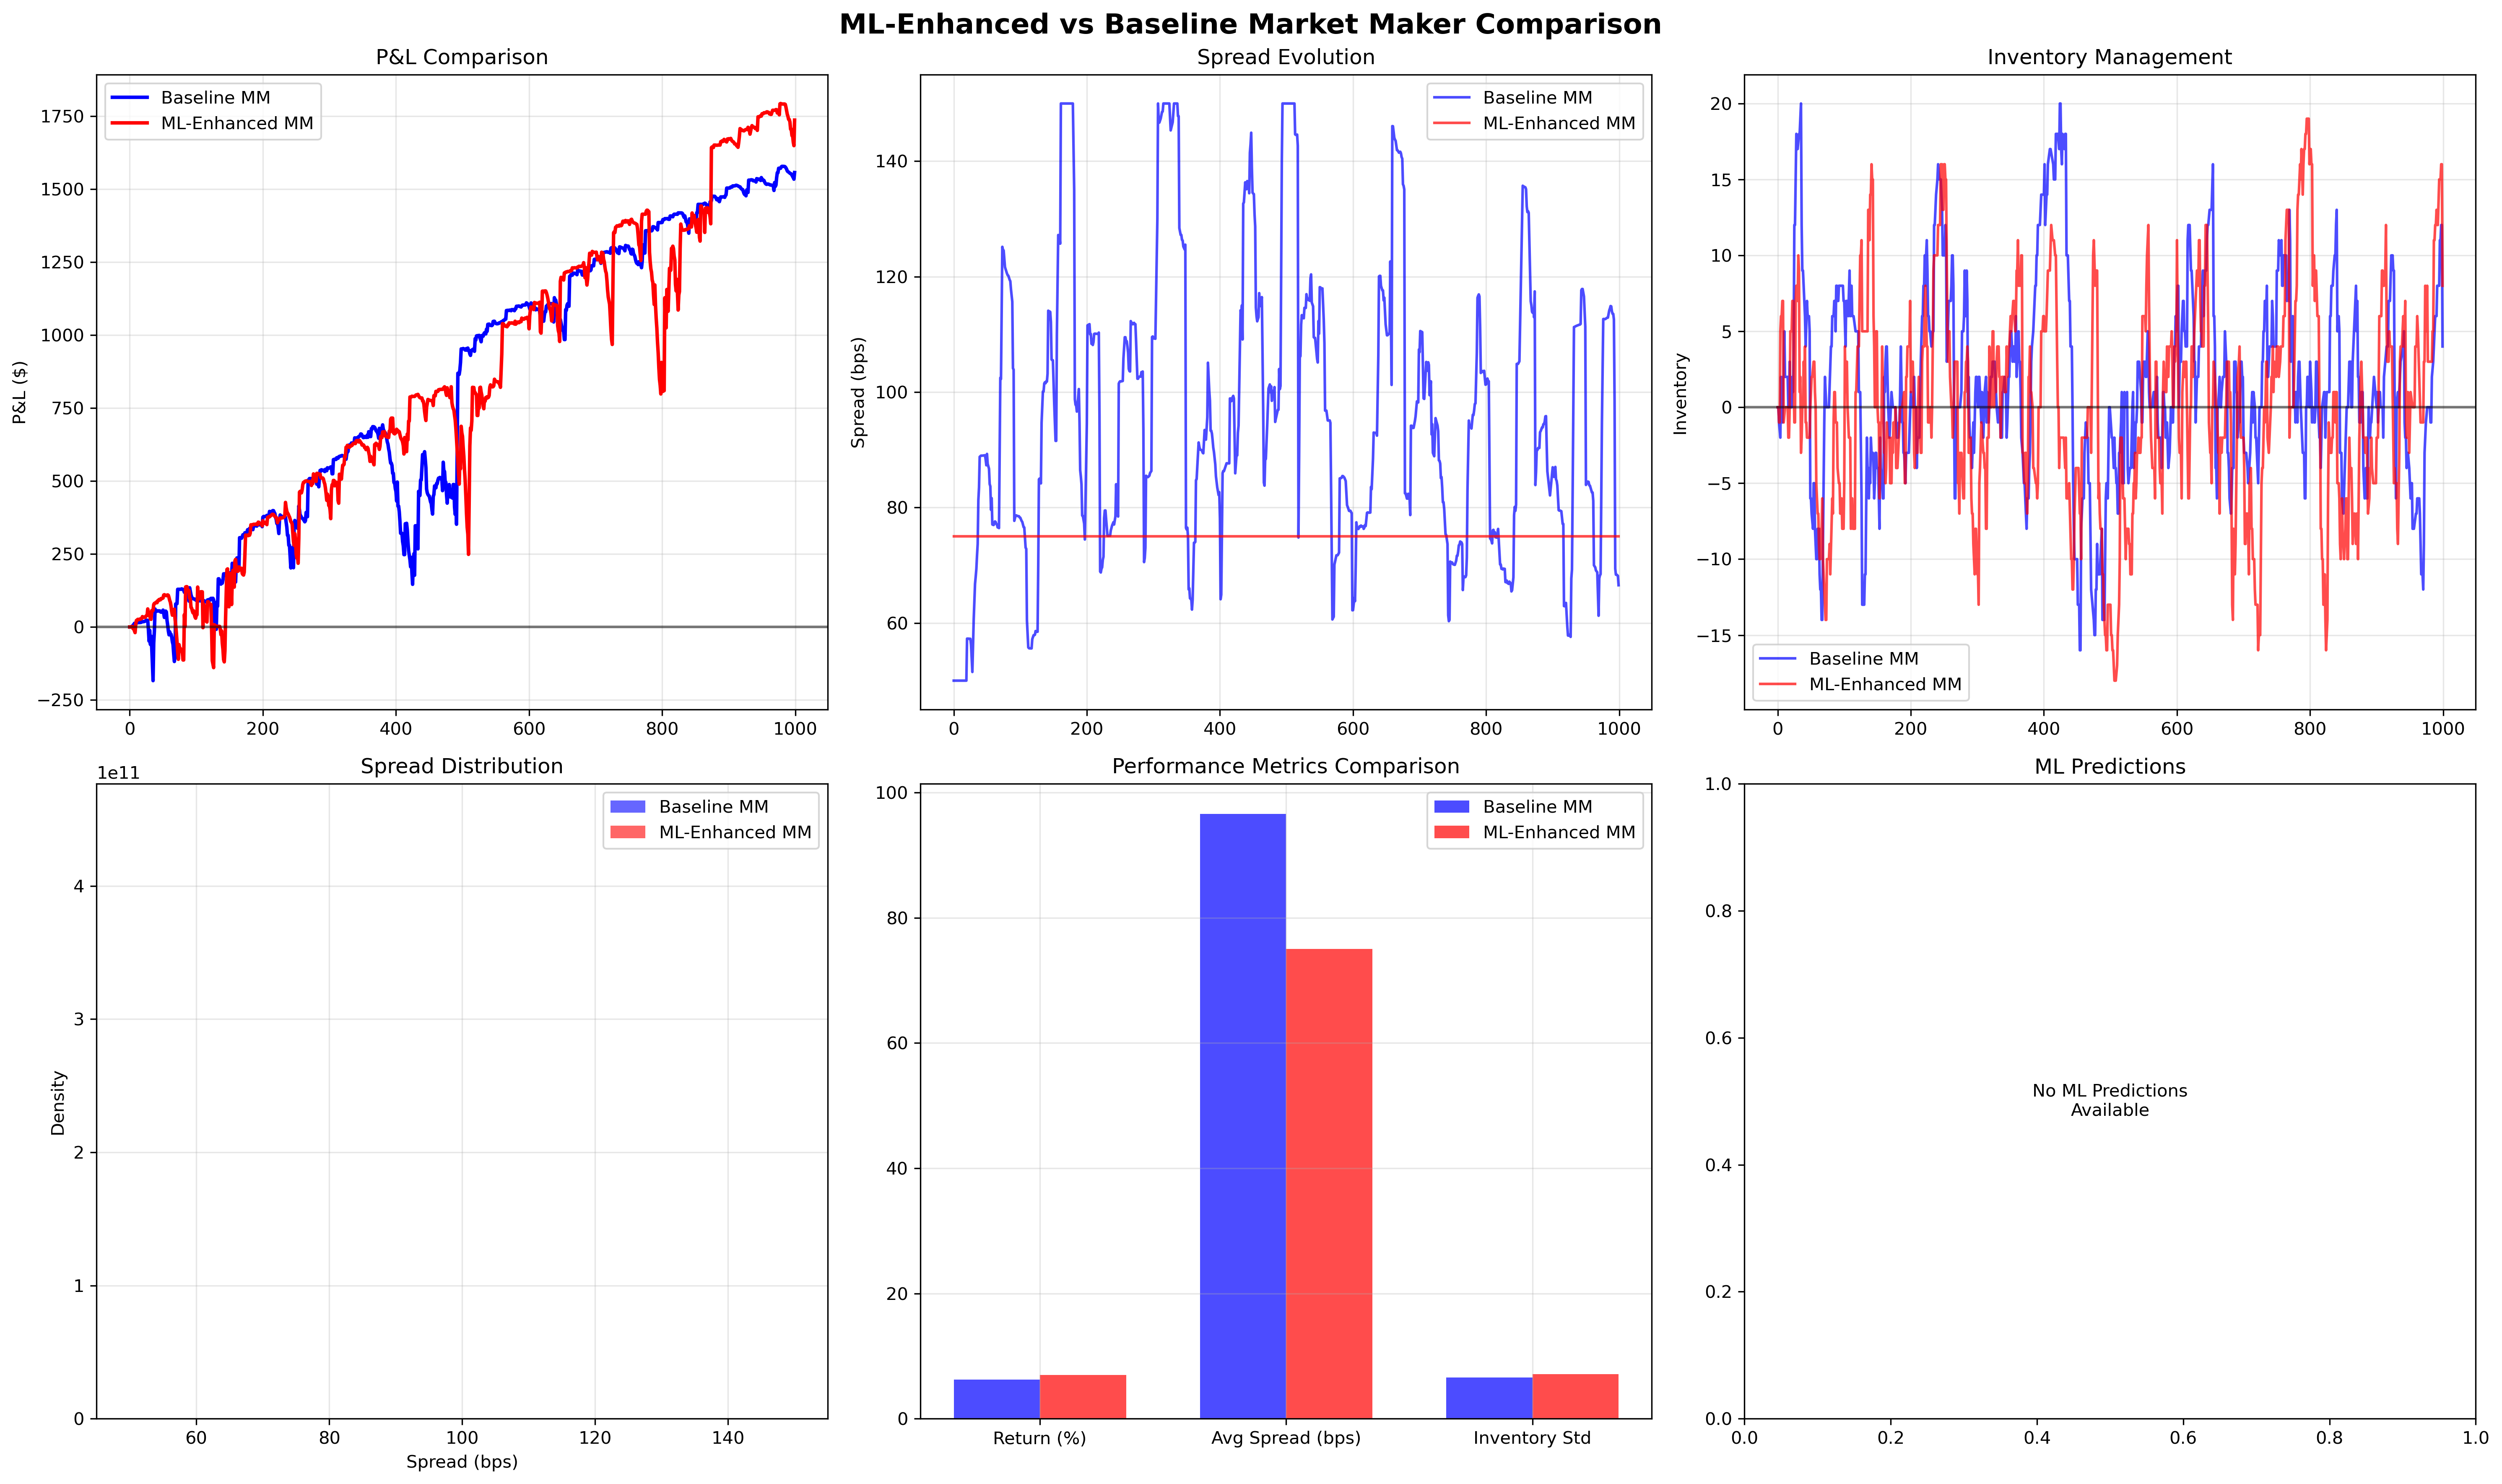 ML-Enhanced vs Baseline Market Maker Comparison
P&L Comparison
Baseline MM
ML-Enhanced MM
P&L ($)
1750
1500
1250
1000
750
500
250
0
−250
0 200 400 600 800 1000
Spread Evolution
Baseline MM
ML-Enhanced MM
Spread (bps)
140
120
100
80
60
0 200 400 600 800 1000
Inventory Management
Inventory
20
15
10
5
0
−5
−10
−15
Baseline MM
ML-Enhanced MM
0 200 400 600 800 1000
Spread Distribution
1e11
Baseline MM
ML-Enhanced MM
Density
4
3
2
1
0
60 80 100 120 140
Spread (bps)
Performance Metrics Comparison
Baseline MM
ML-Enhanced MM
100
80
60
40
20
0
Return (%) Avg Spread (bps) Inventory Std
ML Predictions
1.0
0.8
0.6
0.4
0.2
0.0
No ML Predictions
Available
0.0 0.2 0.4 0.6 0.8 1.0